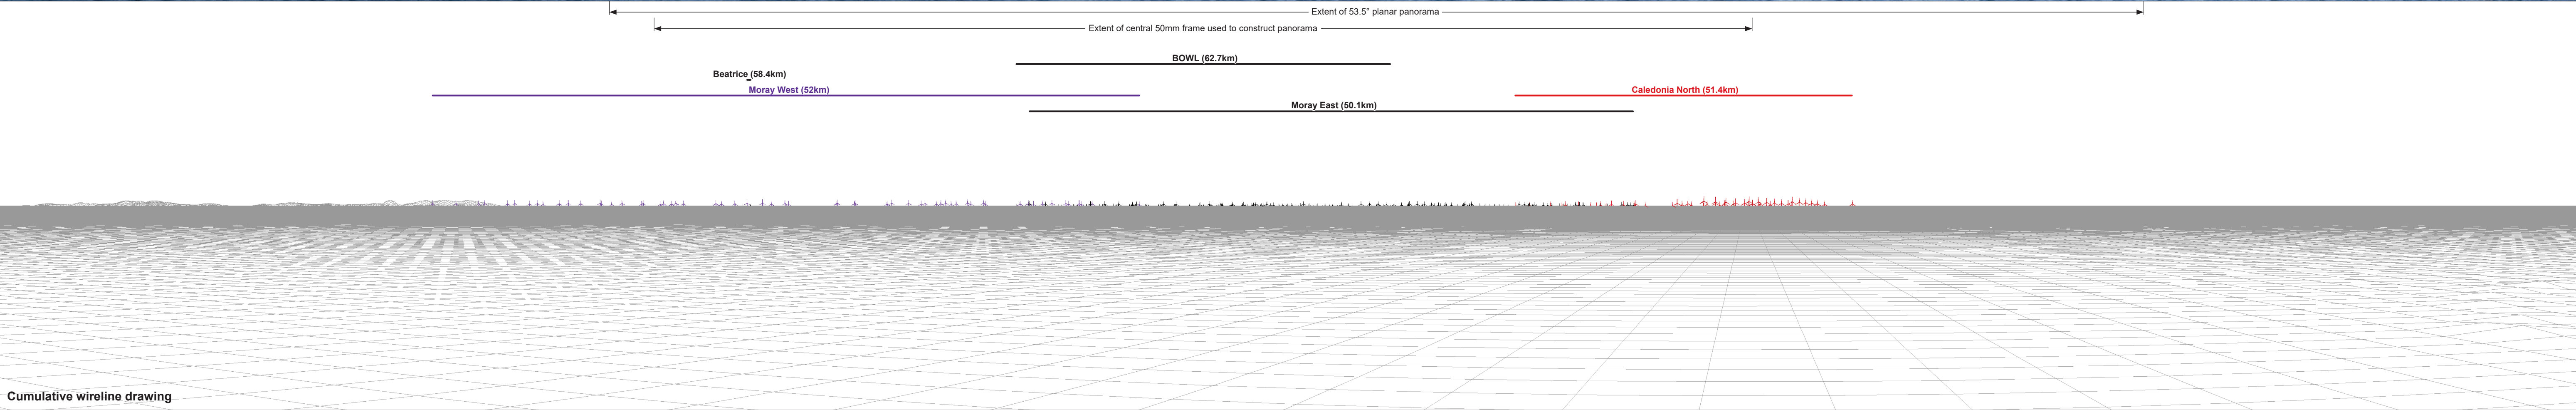 Extent of 53.5° planar panorama
Extent of central 50mm frame used to construct panorama
BOWL (62.7km)
Beatrice (58.4km)
Moray West (52km)
Caledonia North (51.4km)
Moray East (50.1km)
Cumulative wireline drawing